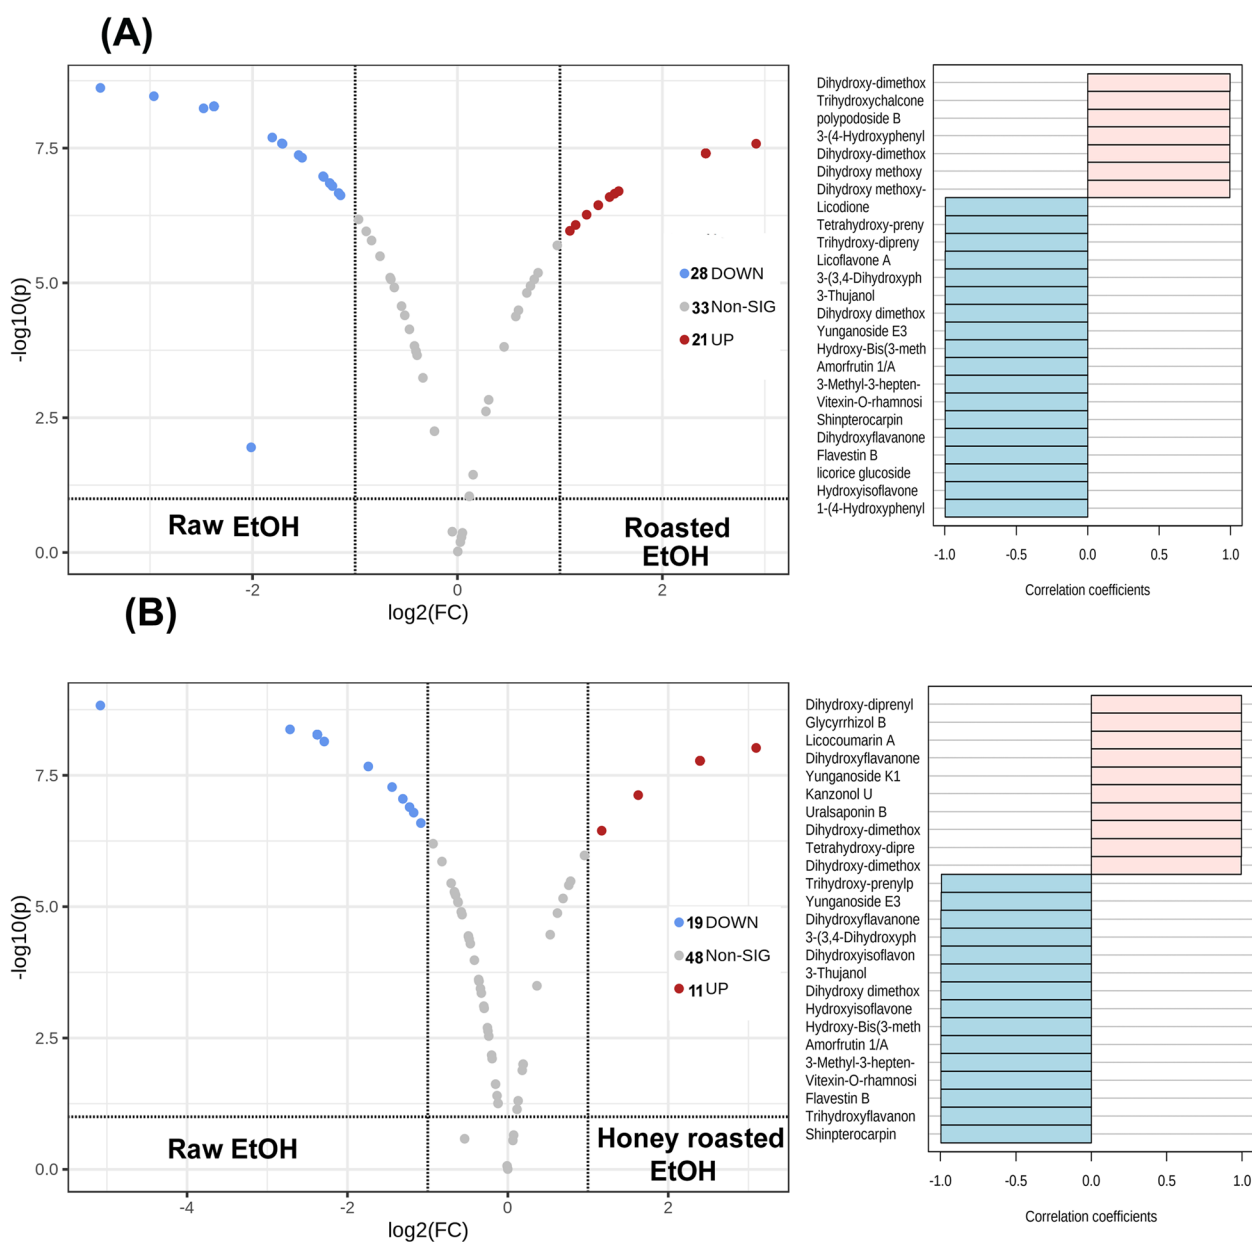 (A)
-log10(p)
7.5
5.0
2.5
0.0
28 DOWN
33 Non-SIG
21 UP
Raw EtOH
Roasted
EtOH
-2
0
2
log2(FC)
Dihydroxy-dimethox
Trihydroxychalcone
polypodoside B
3-(4-Hydroxyphenyl
Dihydroxy-dimethox
Dihydroxy methoxy
Dihydroxy methoxy-
Licodione
Tetrahydroxy-preny
Trihydroxy-dipreny
Licoflavone A
3-(3,4-Dihydroxyph
3-Thujanol
Dihydroxy dimethox
Yunganoside E3
Hydroxy-Bis(3-meth
Amorfrutin 1/A
3-Methyl-3-hepten-
Vitexin-O-rhamnosi
Shinpterocarpin
Dihydroxyflavanone
Flavestin B
licorice glucoside
Hydroxyisoflavone
1-(4-Hydroxyphenyl
-1.0
-0.5
0.0
0.5
1.0
Correlation coefficients
(B)
-log10(p)
7.5
5.0
2.5
0.0
19 DOWN
48 Non-SIG
11 UP
Raw EtOH
Honey roasted
EtOH
-4
-2
0
2
log2(FC)
Dihydroxy-diprenyl
Glycyrrhizol B
Licocoumarin A
Dihydroxyflavanone
Yunganoside K1
Kanzonol U
Uralsaponin B
Dihydroxy-dimethox
Tetrahydroxy-dipre
Dihydroxy-dimethox
Trihydroxy-prenylp
Yunganoside E3
Dihydroxyflavanone
3-(3,4-Dihydroxyph
Dihydroxyisoflavon
3-Thujanol
Dihydroxy dimethox
Hydroxyisoflavone
Hydroxy-Bis(3-meth
Amorfrutin 1/A
3-Methyl-3-hepten-
Vitexin-O-rhamnosi
Flavestin B
Trihydroxyflavanon
Shinpterocarpin
-1.0
-0.5
0.0
0.5
1.0
Correlation coefficients